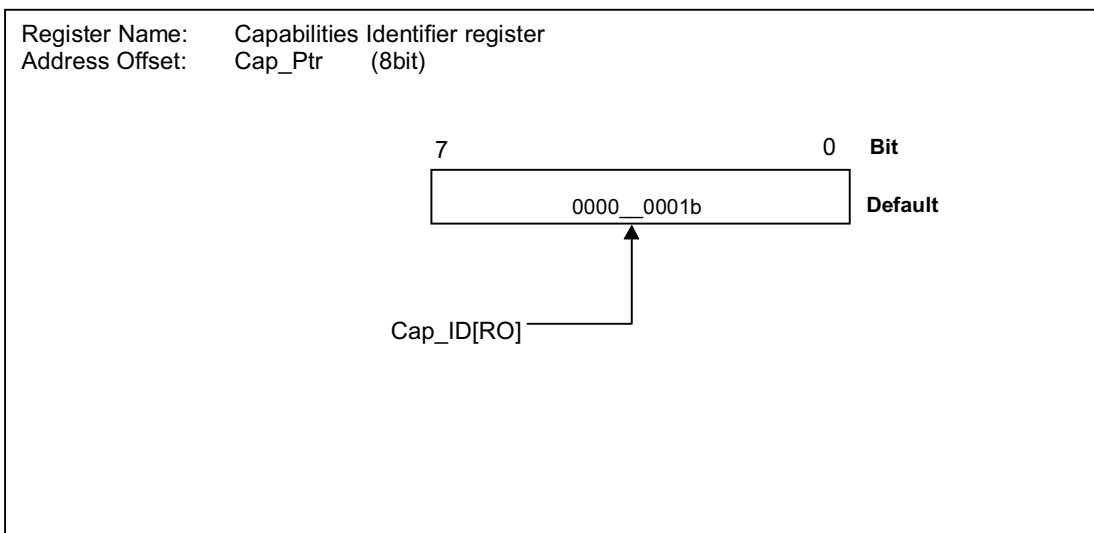 Register Name: Capabilities Identifier register
Address Offset: Cap_Ptr (8bit)
7 0 Bit
0000__0001b Default
Cap_ID[RO]